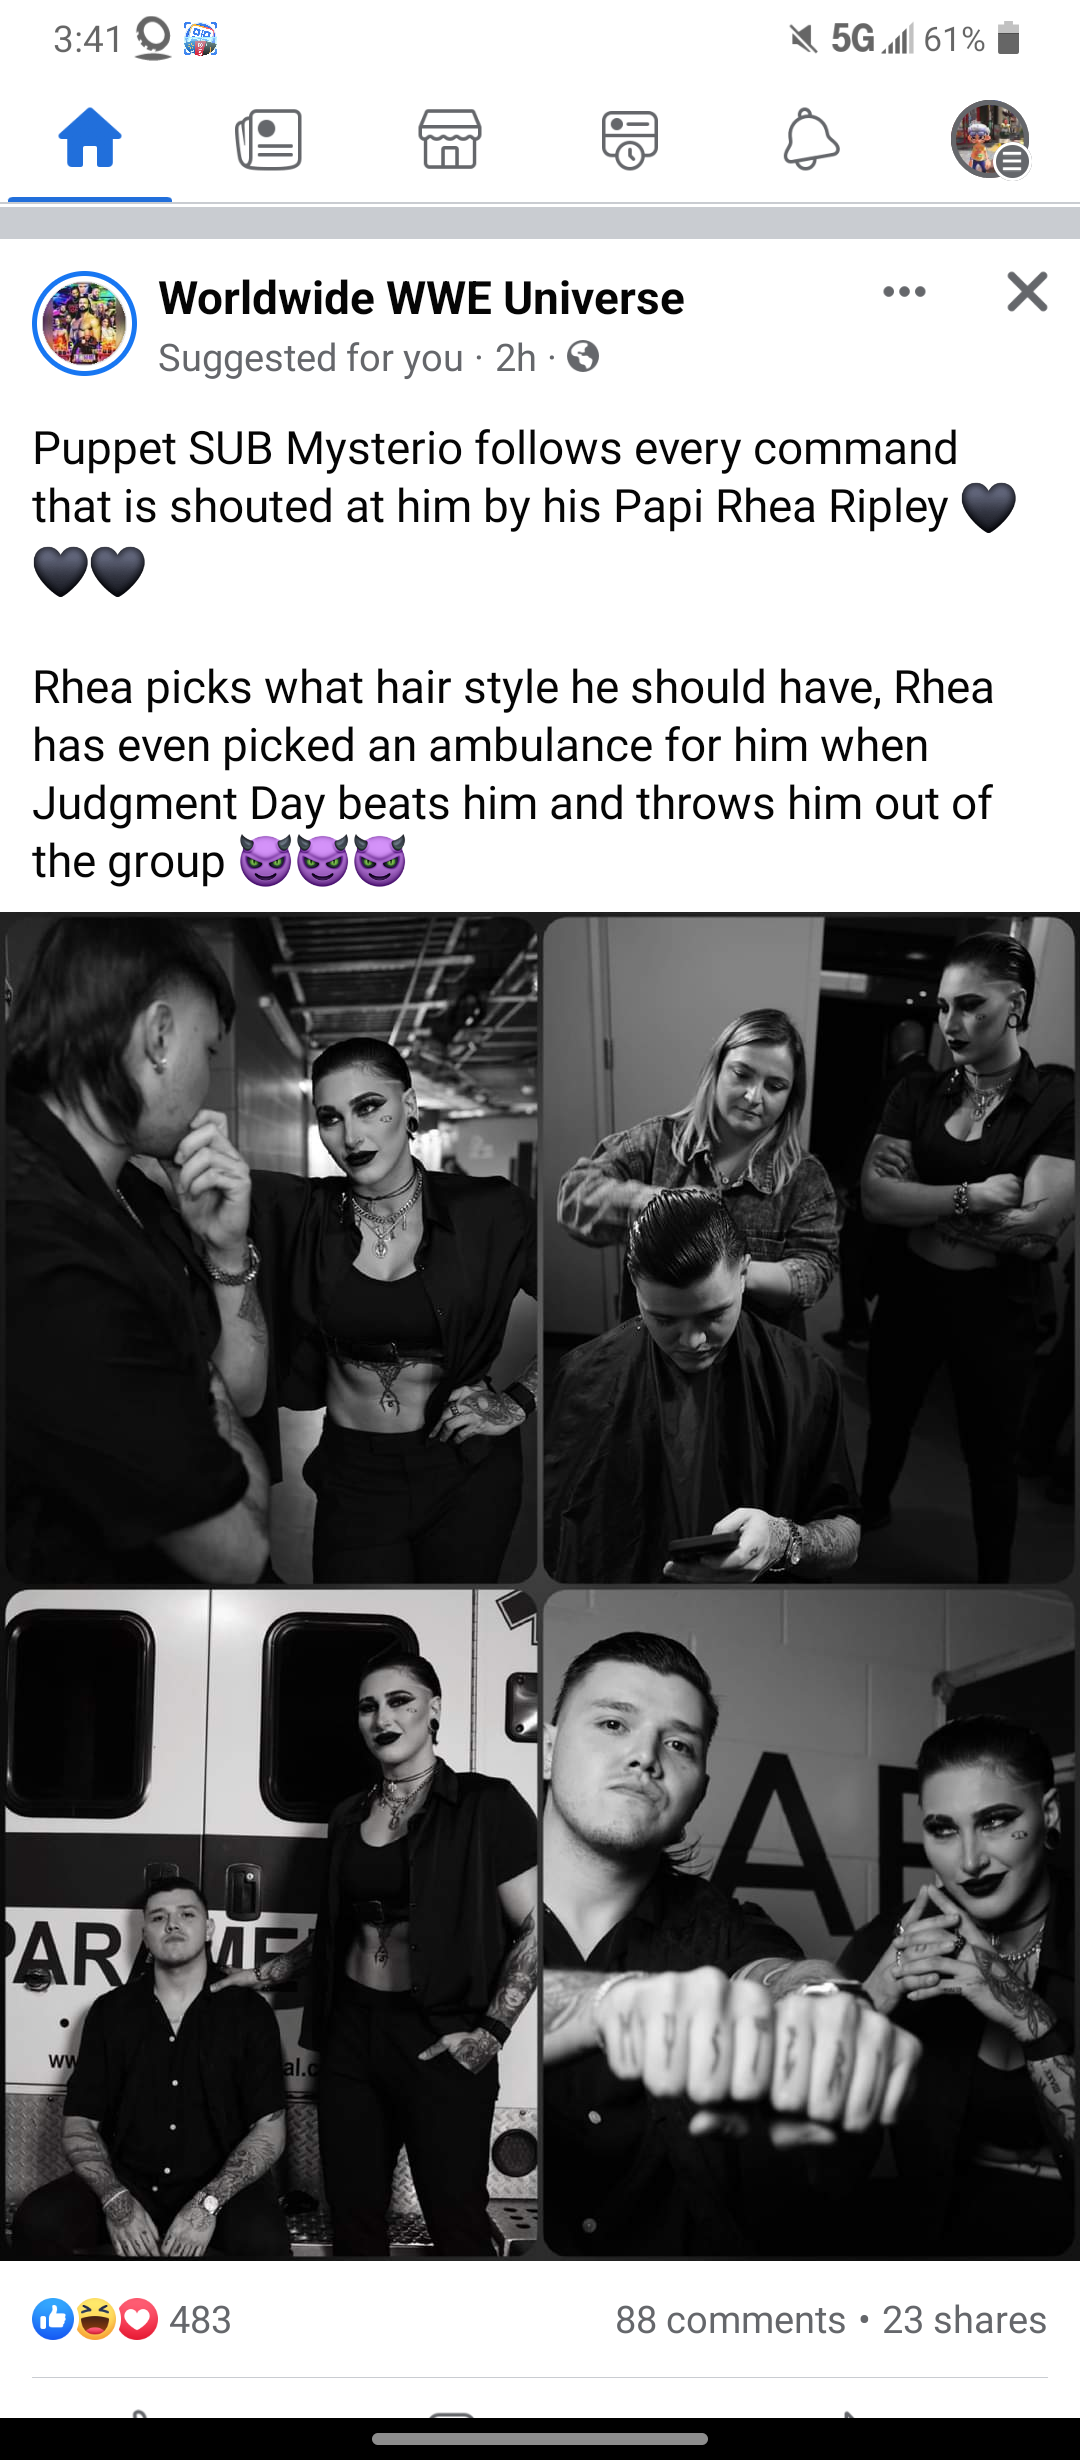 3:41
5G 61%
Worldwide WWE Universe
Suggested for you · 2h ·
Puppet SUB Mysterio follows every command
that is shouted at him by his Papi Rhea Ripley 🖤
🖤🖤
Rhea picks what hair style he should have, Rhea
has even picked an ambulance for him when
Judgment Day beats him and throws him out of
the group 😈😈😈
PARAME
ww
al.c
A
483
88 comments • 23 shares